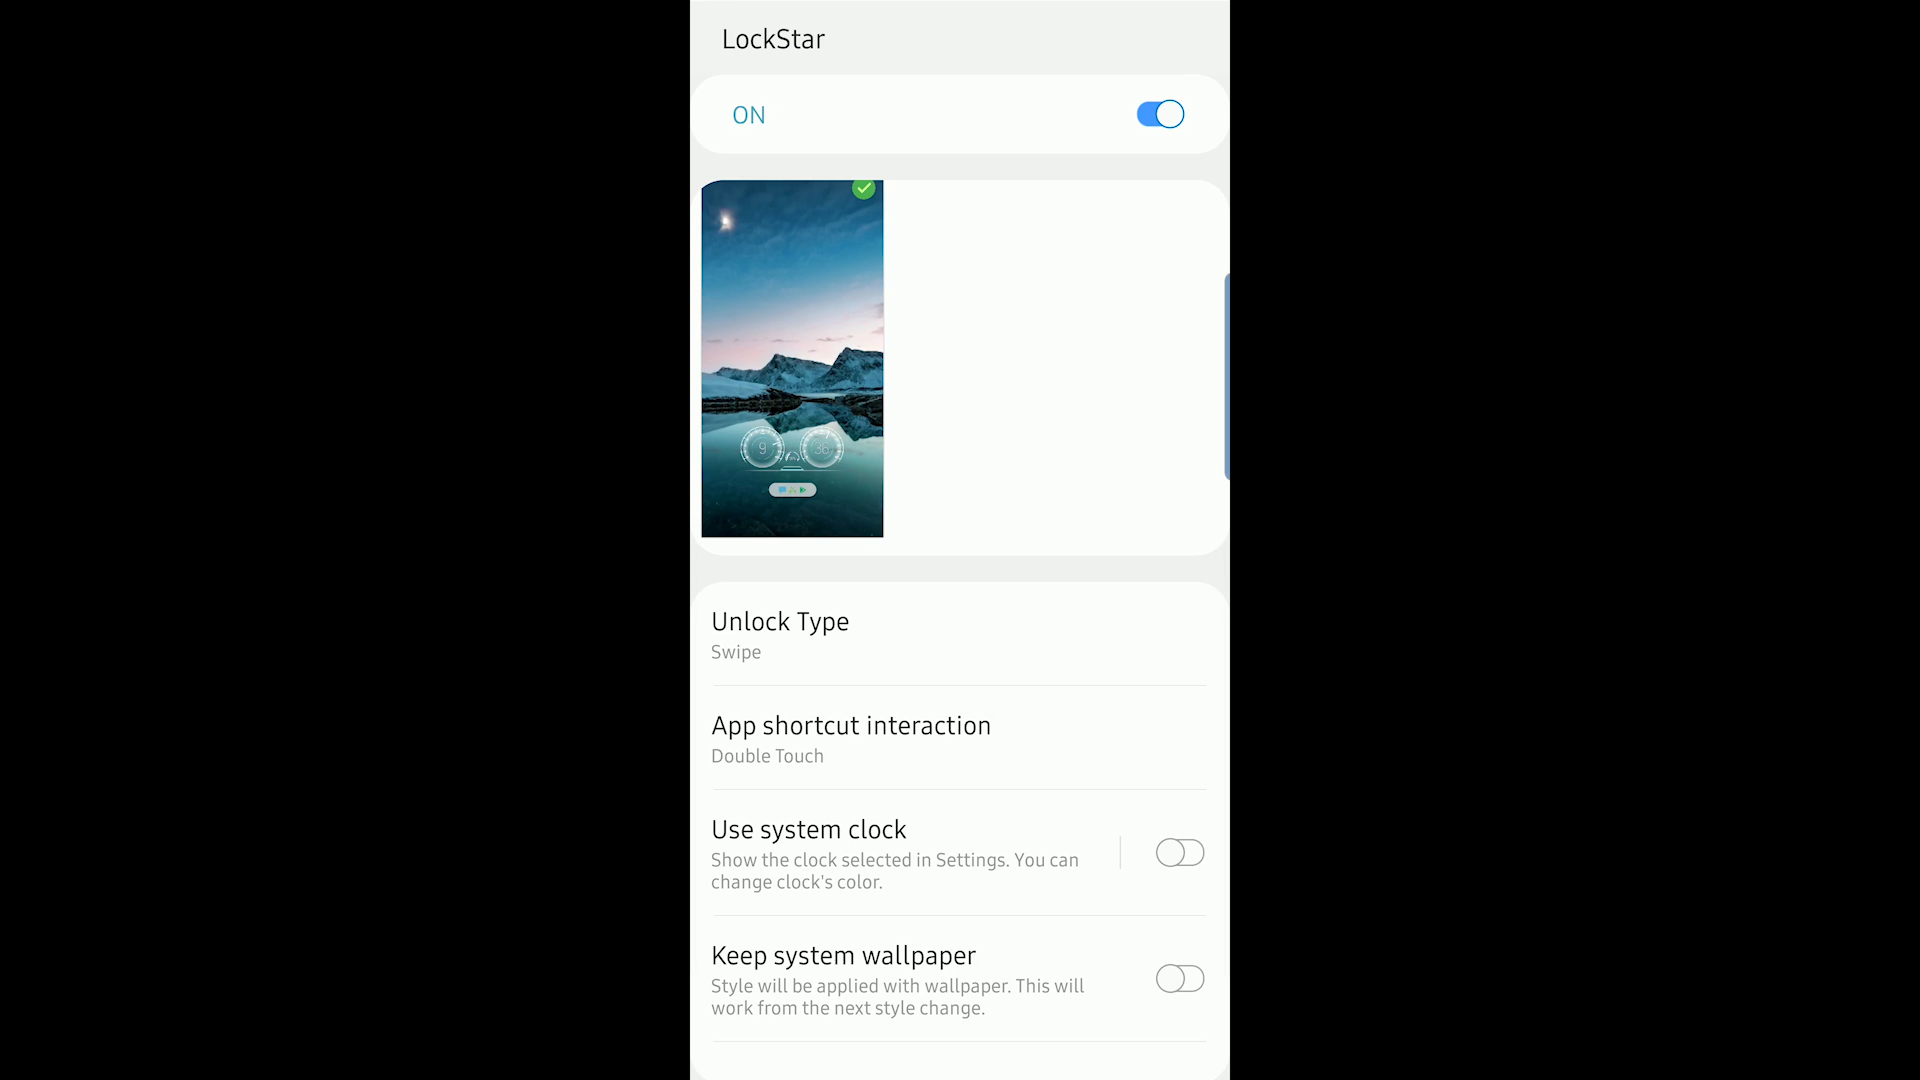 LockStar
ON
9 36
Unlock Type
Swipe
App shortcut interaction
Double Touch
Use system clock
Show the clock selected in Settings. You can
change clock's color.
Keep system wallpaper
Style will be applied with wallpaper. This will
work from the next style change.